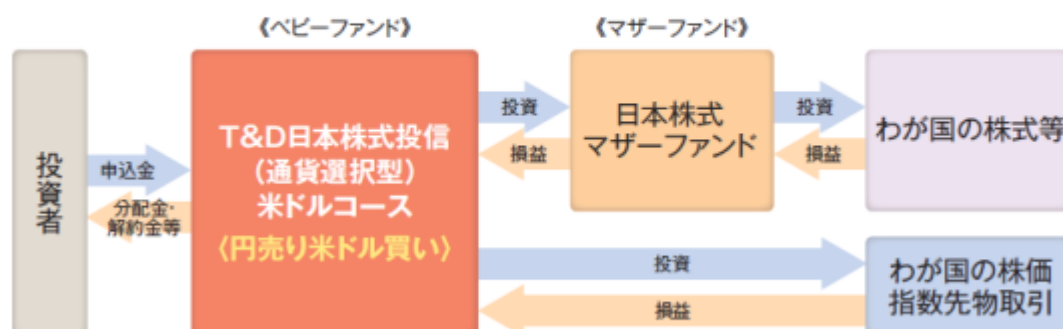 《ベビーファンド》
《マザーファンド》
投資者
申込金
分配金・
解約金等
T&D日本株式投信
(通貨選択型)
米ドルコース
〈円売り米ドル買い〉
投資
損益
日本株式
マザーファンド
投資
損益
わが国の株式等
投資
損益
わが国の株価
指数先物取引